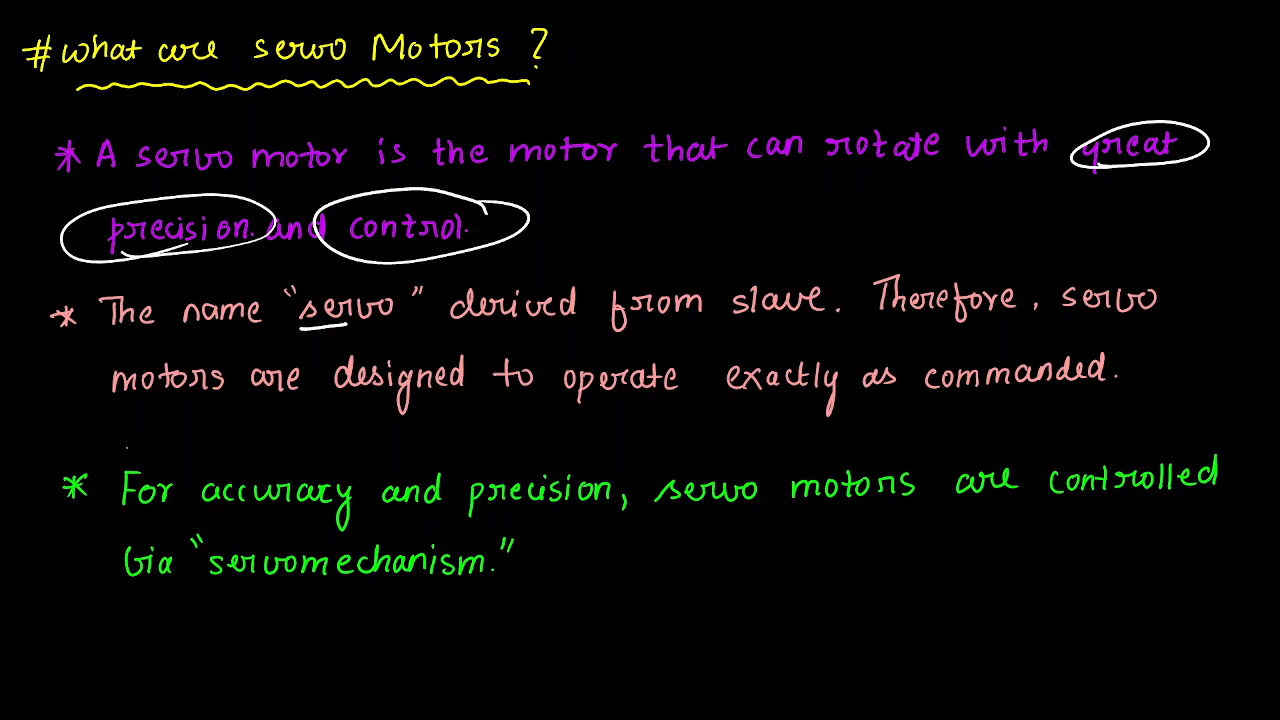 # What are servo Motors ?
* A servo motor is the motor that can rotate with great
precision. and control.
* The name "servo" derived from slave. Therefore, servo
motors are designed to operate exactly as commanded.
* For accuracy and precision, servo motors are controlled
via "servomechanism."